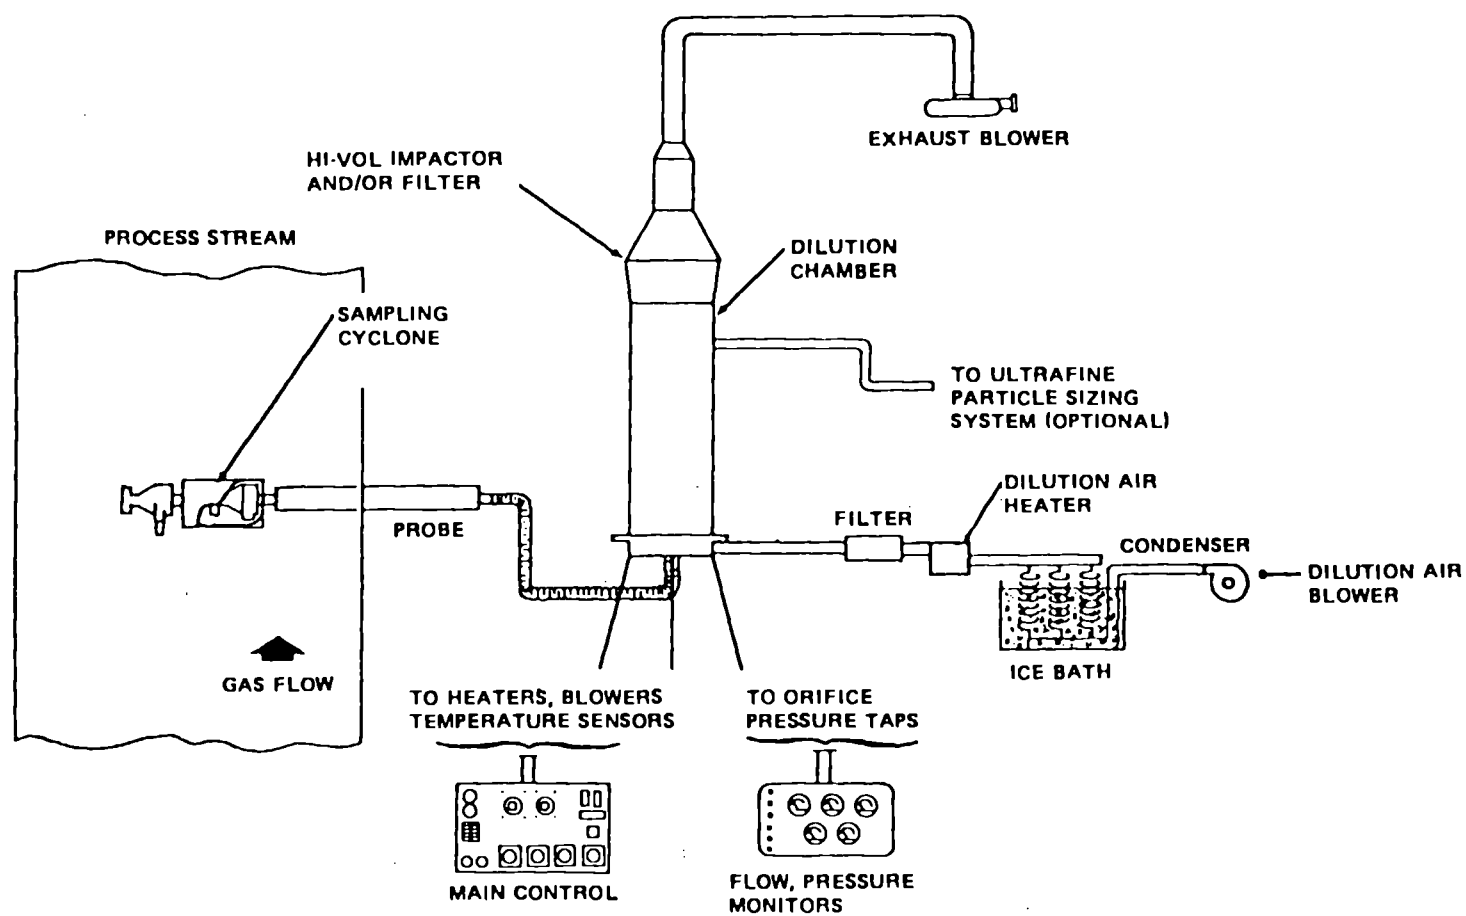 EXHAUST BLOWER
HI-VOL IMPACTOR
AND/OR FILTER
PROCESS STREAM
DILUTION
CHAMBER
SAMPLING
CYCLONE
TO ULTRAFINE
PARTICLE SIZING
SYSTEM (OPTIONAL)
DILUTION AIR
HEATER
FILTER
PROBE
CONDENSER
DILUTION AIR
BLOWER
ICE BATH
GAS FLOW
TO HEATERS, BLOWERS
TEMPERATURE SENSORS
TO ORIFICE
PRESSURE TAPS
MAIN CONTROL
FLOW, PRESSURE
MONITORS